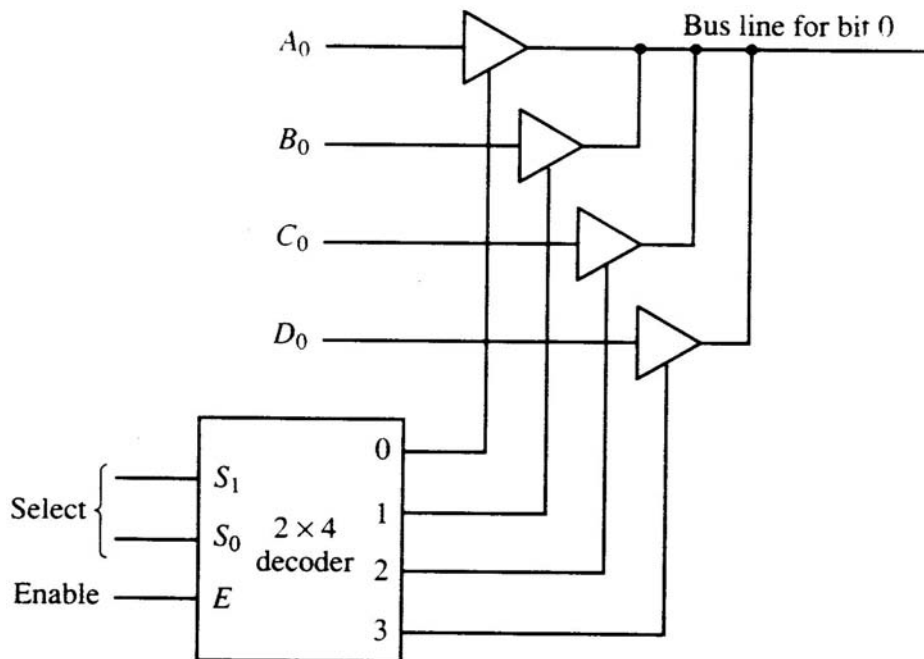 Bus line for bit 0
A₀
B₀
C₀
D₀
Select
S₁
S₀
Enable
E
2 × 4
decoder
0
1
2
3